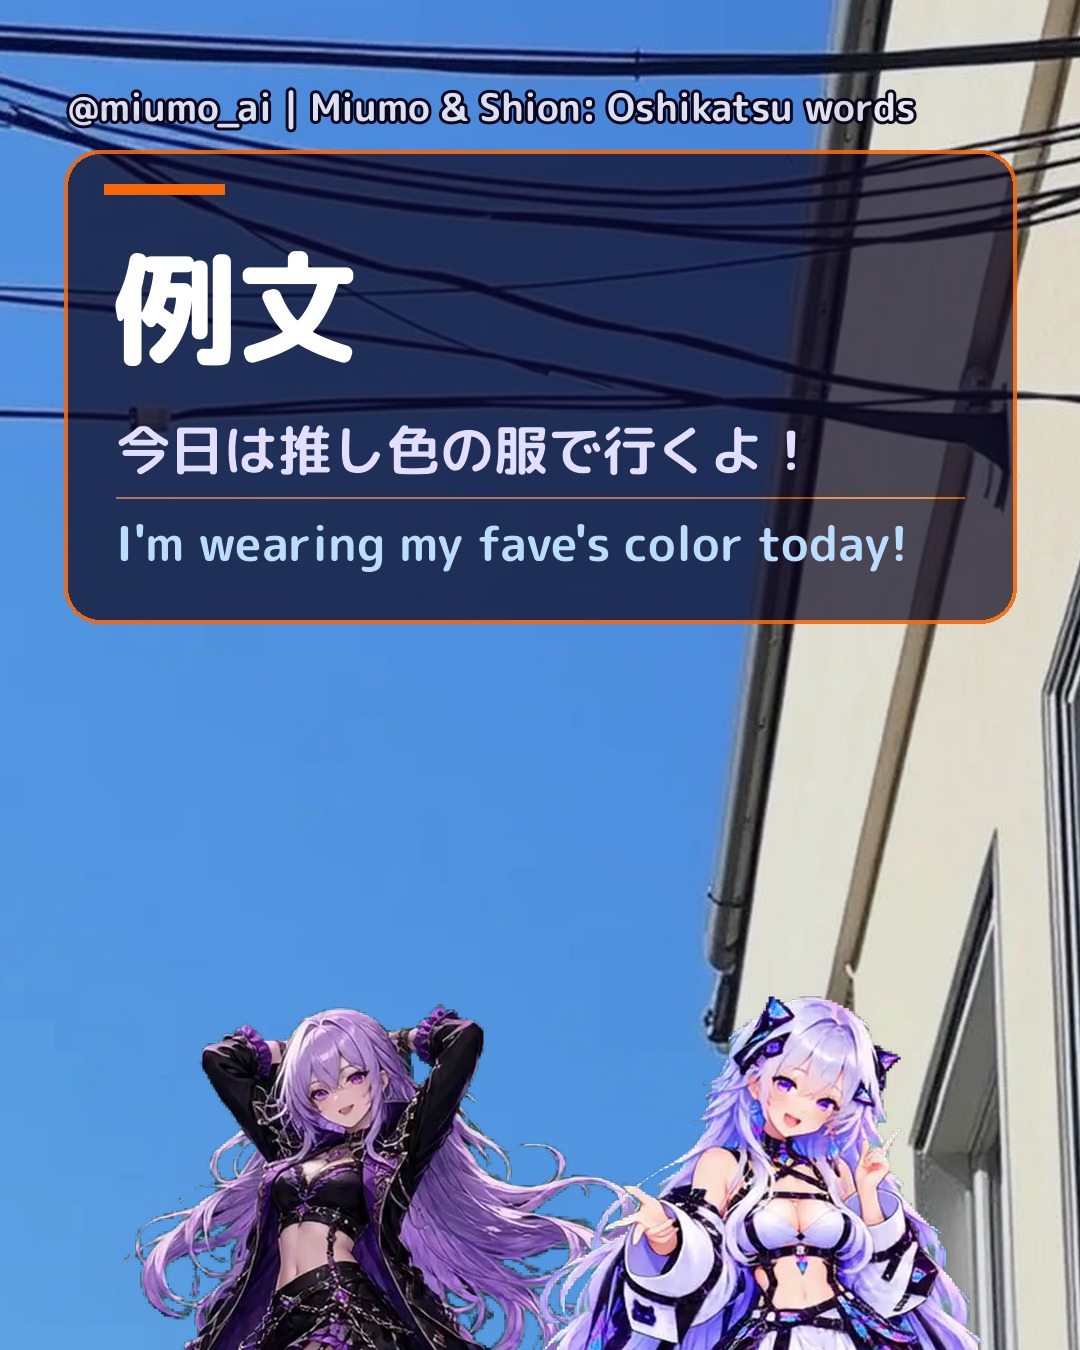 @miumo_ai | Miumo & Shion: Oshikatsu words
例文
今日は推し色の服で行くよ！
I'm wearing my fave's color today!